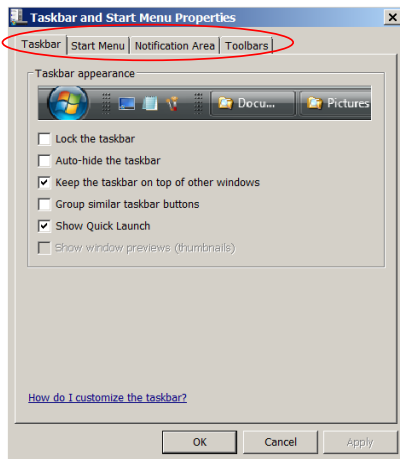 Taskbar and Start Menu Properties
Taskbar Start Menu Notification Area Toolbars
Taskbar appearance
Docu... Pictures
Lock the taskbar
Auto-hide the taskbar
Keep the taskbar on top of other windows
Group similar taskbar buttons
Show Quick Launch
Show window previews (thumbnails)
How do I customize the taskbar?
OK Cancel Apply